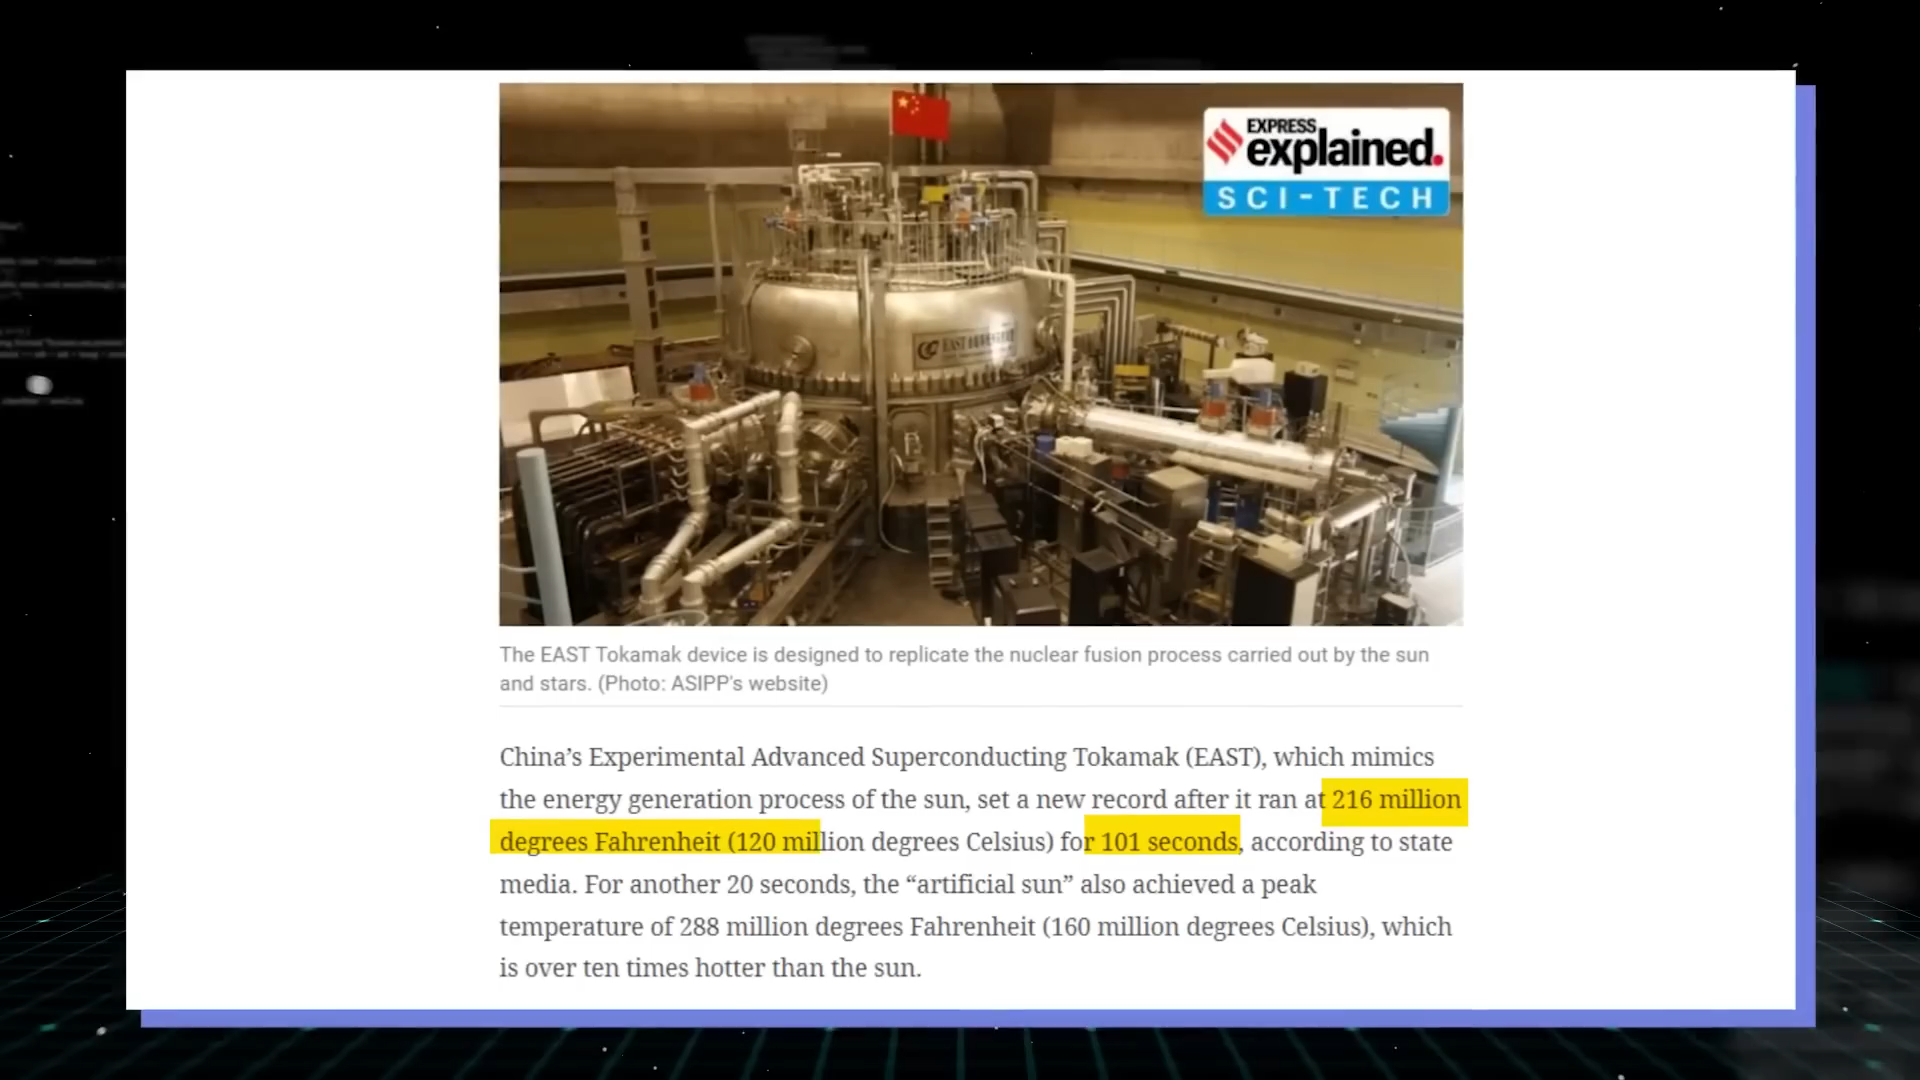 EXPRESS
explained.
SCI-TECH
EAST
The EAST Tokamak device is designed to replicate the nuclear fusion process carried out by the sun
and stars. (Photo: ASIPP's website)
China’s Experimental Advanced Superconducting Tokamak (EAST), which mimics
the energy generation process of the sun, set a new record after it ran at 216 million
degrees Fahrenheit (120 million degrees Celsius) for 101 seconds, according to state
media. For another 20 seconds, the “artificial sun” also achieved a peak
temperature of 288 million degrees Fahrenheit (160 million degrees Celsius), which
is over ten times hotter than the sun.